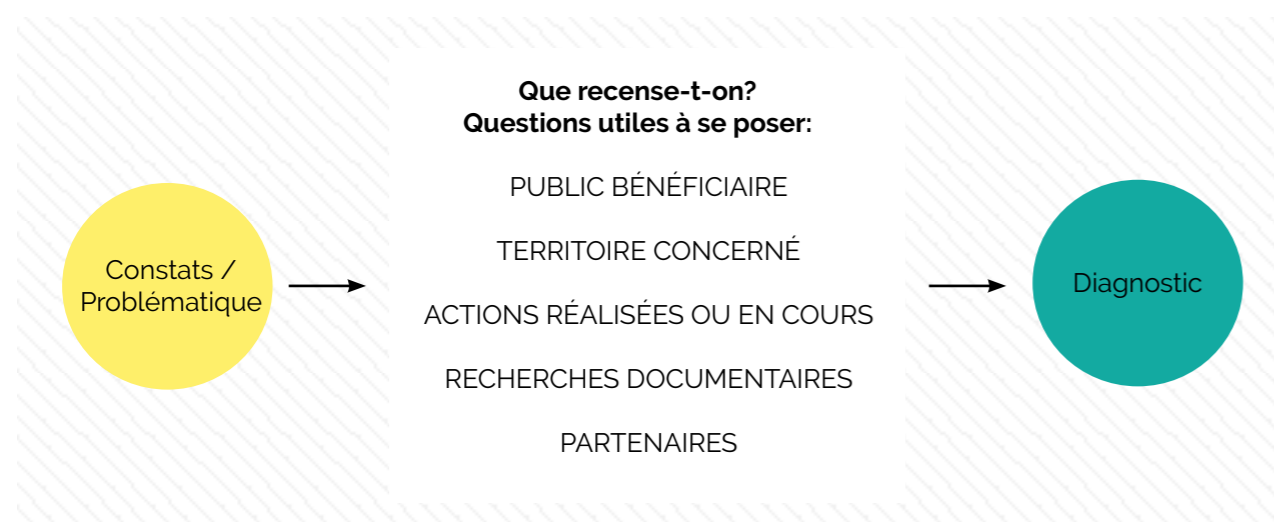 Constats /
Problématique
Que recense-t-on?
Questions utiles à se poser:
PUBLIC BÉNÉFICIAIRE
TERRITOIRE CONCERNÉ
ACTIONS RÉALISÉES OU EN COURS
RECHERCHES DOCUMENTAIRES
PARTENAIRES
Diagnostic